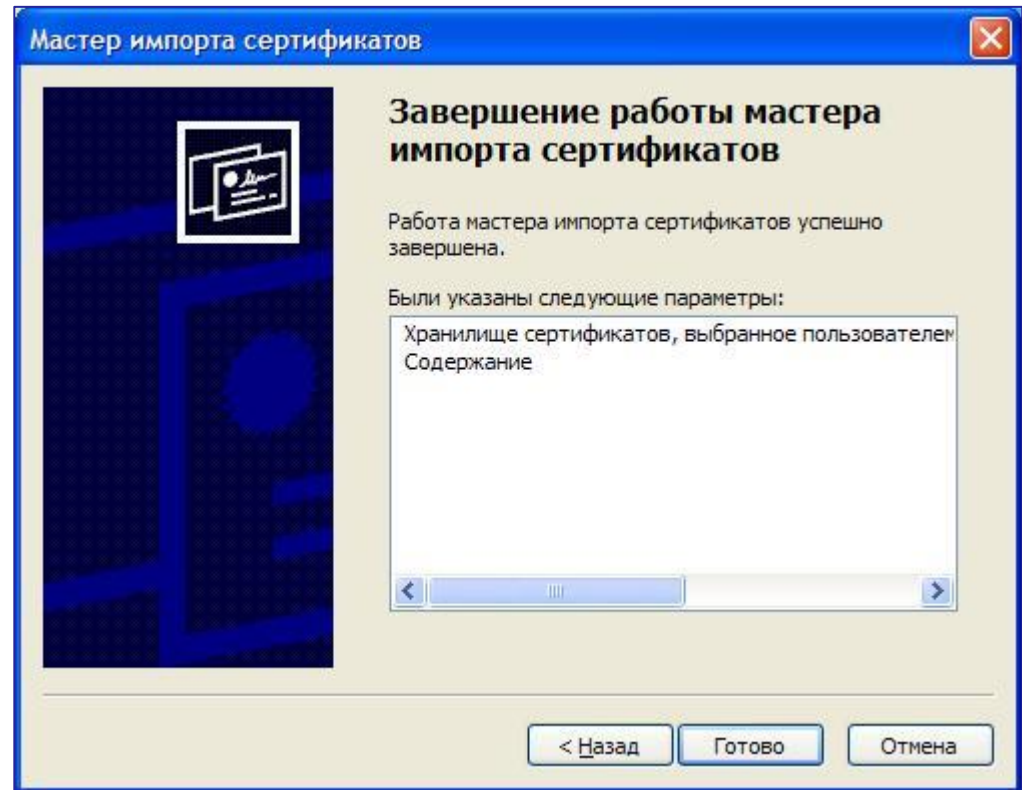 Мастер импорта сертификатов
Завершение работы мастера
импорта сертификатов
Работа мастера импорта сертификатов успешно
завершена.
Были указаны следующие параметры:
Хранилище сертификатов, выбранное пользователем
Содержание
< Назад
Готово
Отмена